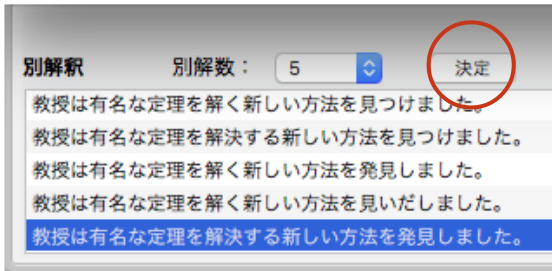 別解釈 別解数： 5 決定
教授は有名な定理を解く新しい方法を見つけました。
教授は有名な定理を解決する新しい方法を見つけました。
教授は有名な定理を解く新しい方法を発見しました。
教授は有名な定理を解く新しい方法を見いだしました。
教授は有名な定理を解決する新しい方法を発見しました。